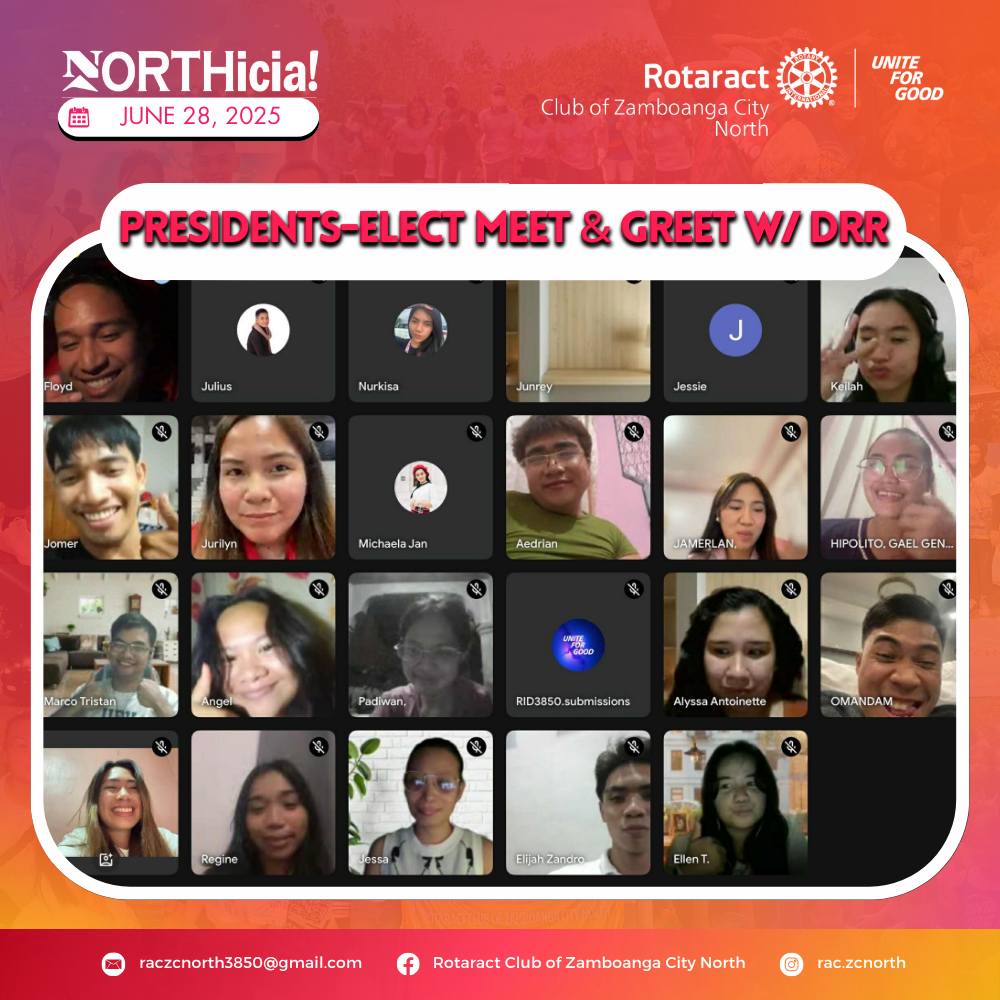 NORTHicia!
JUNE 28, 2025
Rotaract
Club of Zamboanga City
North
UNITE
FOR
GOOD
PRESIDENTS-ELECT MEET & GREET W/ DRR
Floyd
Julius
Nurkisa
Junrey
J
Jessie
Keilah
Jomer
Jurilyn
Michaela Jan
Aedrian
JAMERLAN,
HIPOLITO, GAEL GEN...
Marco Tristan
Angel
Padiwan,
UNITE
FOR
GOOD
RID3850.submissions
Alyssa Antoinette
OMANDAM
Regine
Jessa
Elijah Zandro
Ellen T.
raczcnorth3850@gmail.com
Rotaract Club of Zamboanga City North
rac.zcnorth